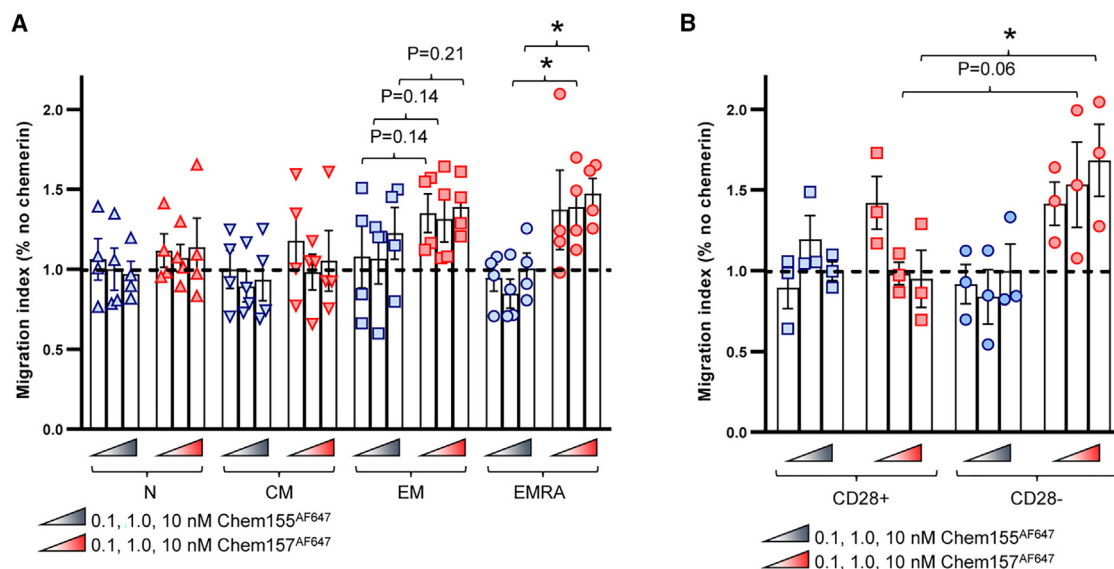 A
*
P=0.21
*
P=0.14
P=0.14
Migration index (% no chemerin)
2.0
1.5
1.0
0.5
0.0
N CM EM EMRA
0.1, 1.0, 10 nM Chem155AF647
0.1, 1.0, 10 nM Chem157AF647
B
*
P=0.06
Migration index (% no chemerin)
2.0
1.5
1.0
0.5
0.0
CD28+ CD28-
0.1, 1.0, 10 nM Chem155AF647
0.1, 1.0, 10 nM Chem157AF647